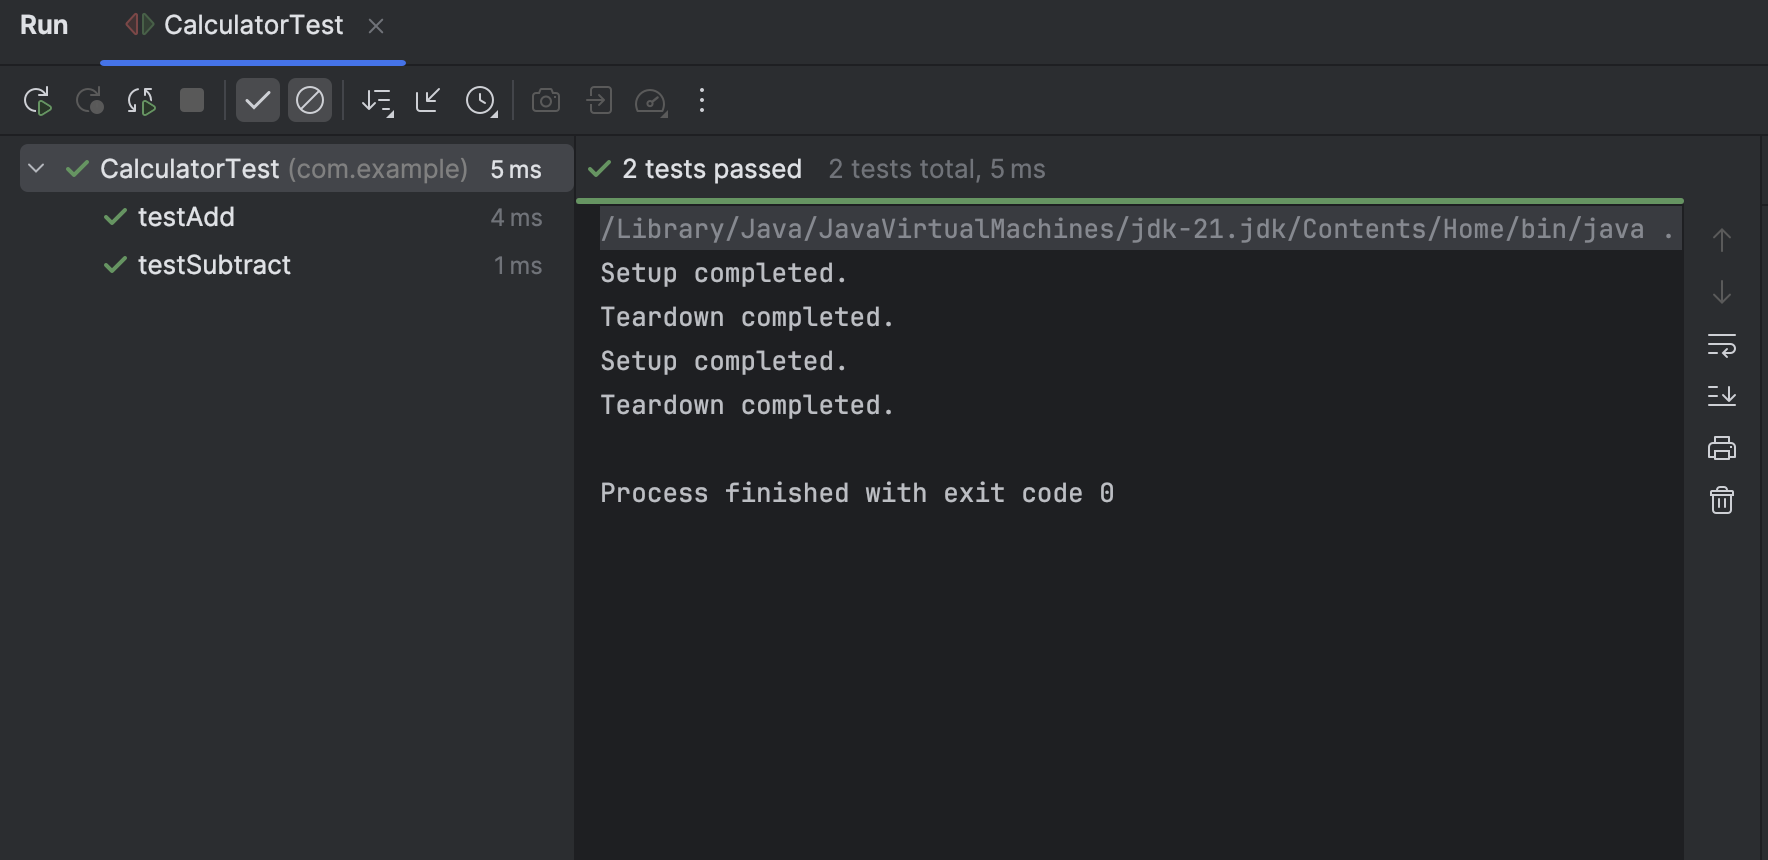 Run CalculatorTest
CalculatorTest (com.example) 5 ms
testAdd 4 ms
testSubtract 1 ms
2 tests passed 2 tests total, 5 ms
/Library/Java/JavaVirtualMachines/jdk-21.jdk/Contents/Home/bin/java .
Setup completed.
Teardown completed.
Setup completed.
Teardown completed.
Process finished with exit code 0